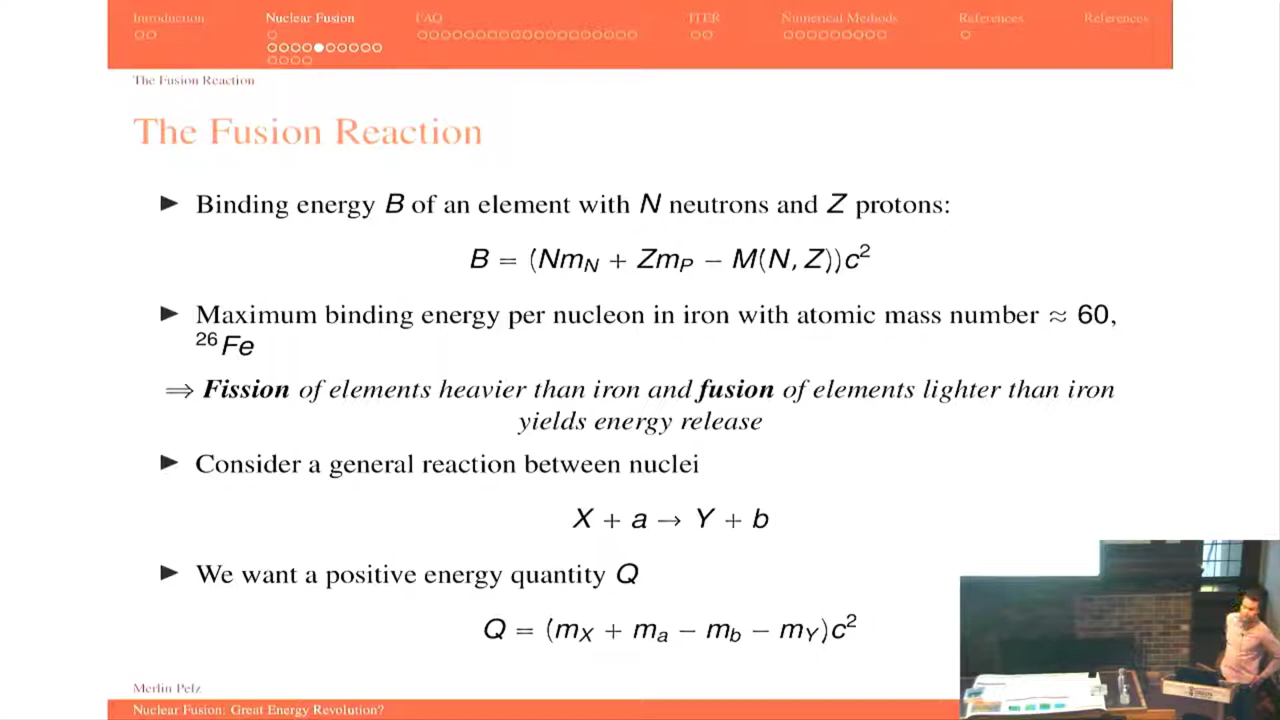 Introduction Nuclear Fusion FAQ ITER Numerical Methods References References
The Fusion Reaction
The Fusion Reaction
▶ Binding energy B of an element with N neutrons and Z protons:
B = (Nm_N + Zm_P − M(N, Z))c²
▶ Maximum binding energy per nucleon in iron with atomic mass number ≈ 60,
²⁶Fe
⟹ Fission of elements heavier than iron and fusion of elements lighter than iron
yields energy release
▶ Consider a general reaction between nuclei
X + a → Y + b
▶ We want a positive energy quantity Q
Q = (m_X + m_a − m_b − m_Y)c²
Merlin Pelz
Nuclear Fusion: Great Energy Revolution?